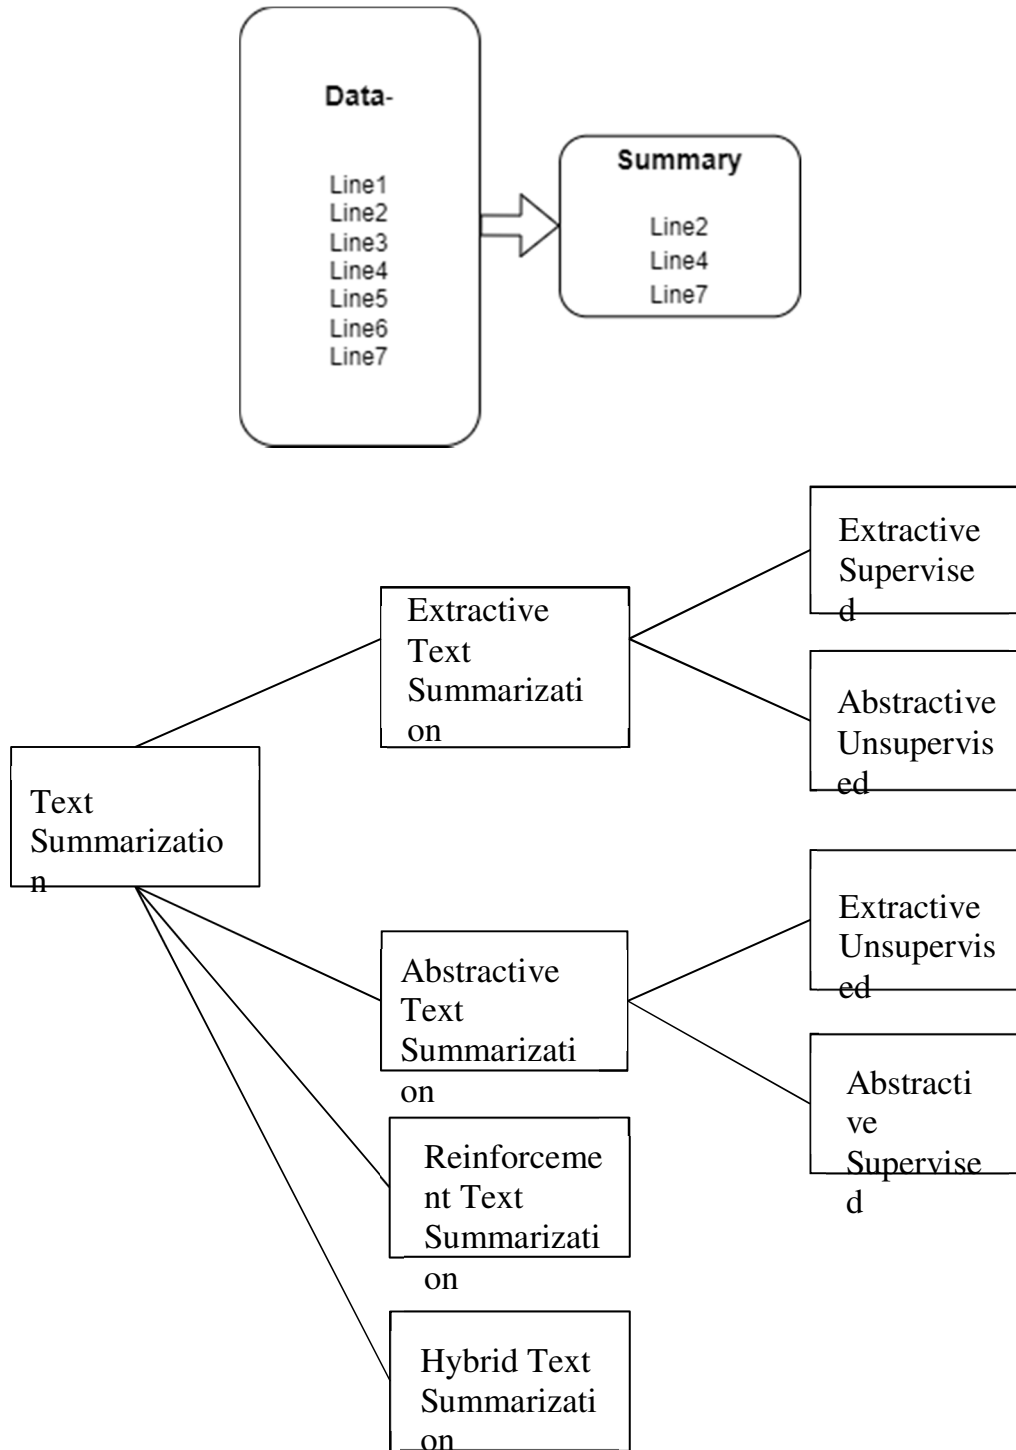 Data-
Line1
Line2
Line3
Line4
Line5
Line6
Line7
Summary
Line2
Line4
Line7
Text
Summarizatio
n
Extractive
Text
Summarizati
on
Extractive
Supervise
d
Abstractive
Unsupervis
ed
Abstractive
Text
Summarizati
on
Extractive
Unsupervis
ed
Abstracti
ve
Supervise
d
Reinforceme
nt Text
Summarizati
on
Hybrid Text
Summarizati
on